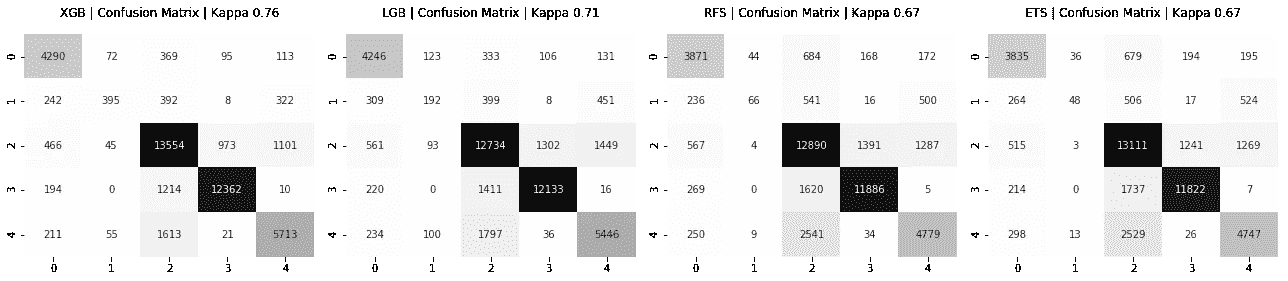 XGB | Confusion Matrix | Kappa 0.76
0 4290 72 369 95 113
1 242 395 392 8 322
2 466 45 13554 973 1101
3 194 0 1214 12362 10
4 211 55 1613 21 5713
0 1 2 3 4
LGB | Confusion Matrix | Kappa 0.71
0 4246 123 333 106 131
1 309 192 399 8 451
2 561 93 12734 1302 1449
3 220 0 1411 12133 16
4 234 100 1797 36 5446
0 1 2 3 4
RFS | Confusion Matrix | Kappa 0.67
0 3871 44 684 168 172
1 236 66 541 16 500
2 567 4 12890 1391 1287
3 269 0 1620 11886 5
4 250 9 2541 34 4779
0 1 2 3 4
ETS | Confusion Matrix | Kappa 0.67
0 3835 36 679 194 195
1 264 48 506 17 524
2 515 3 13111 1241 1269
3 214 0 1737 11822 7
4 298 13 2529 26 4747
0 1 2 3 4